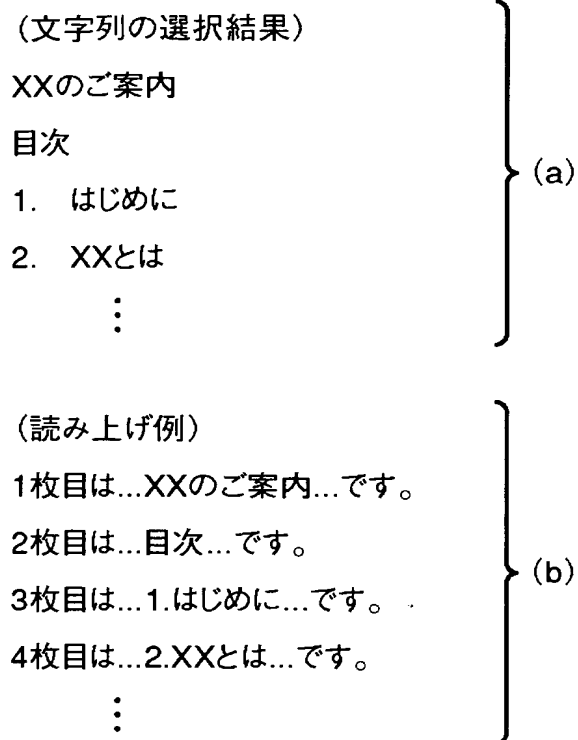 (文字列の選択結果)
XXのご案内
目次
1. はじめに
2. XXとは
⋮
(a)
(読み上げ例)
1枚目は...XXのご案内...です。
2枚目は...目次...です。
3枚目は...1.はじめに...です。
4枚目は...2.XXとは...です。
⋮
(b)